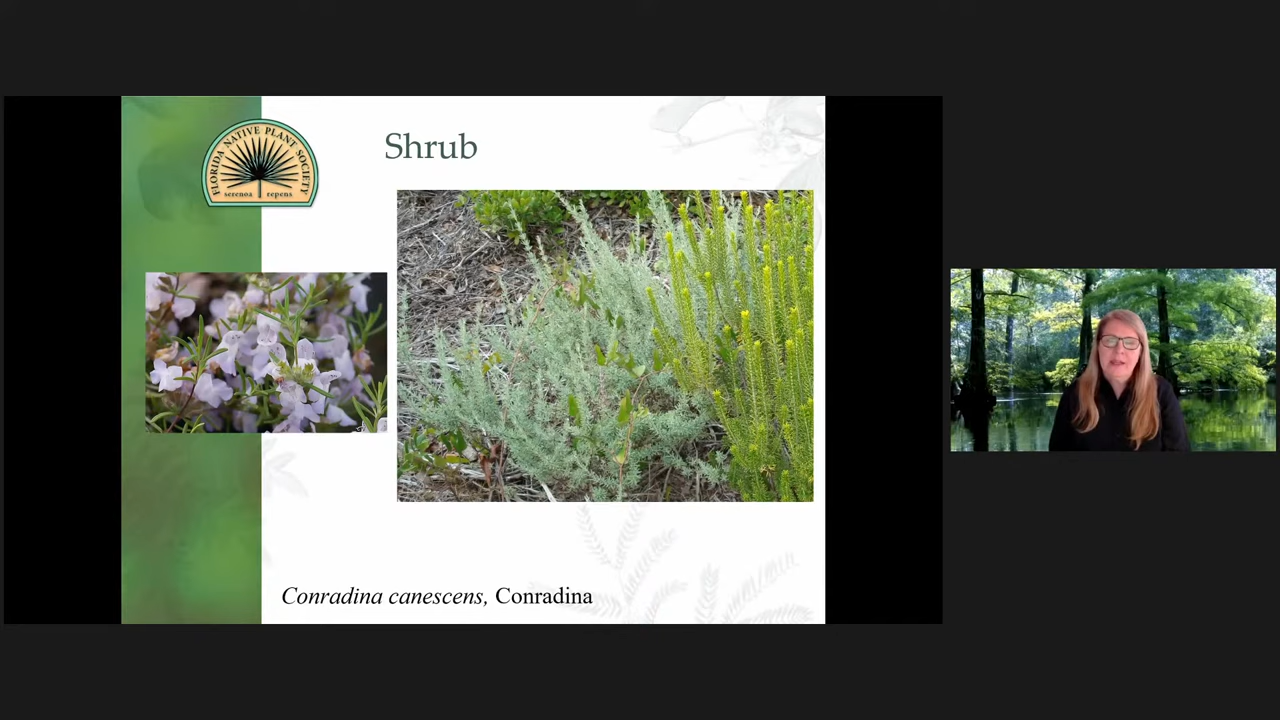 FLORIDA NATIVE PLANT SOCIETY
serenoa repens
Shrub
Conradina canescens, Conradina